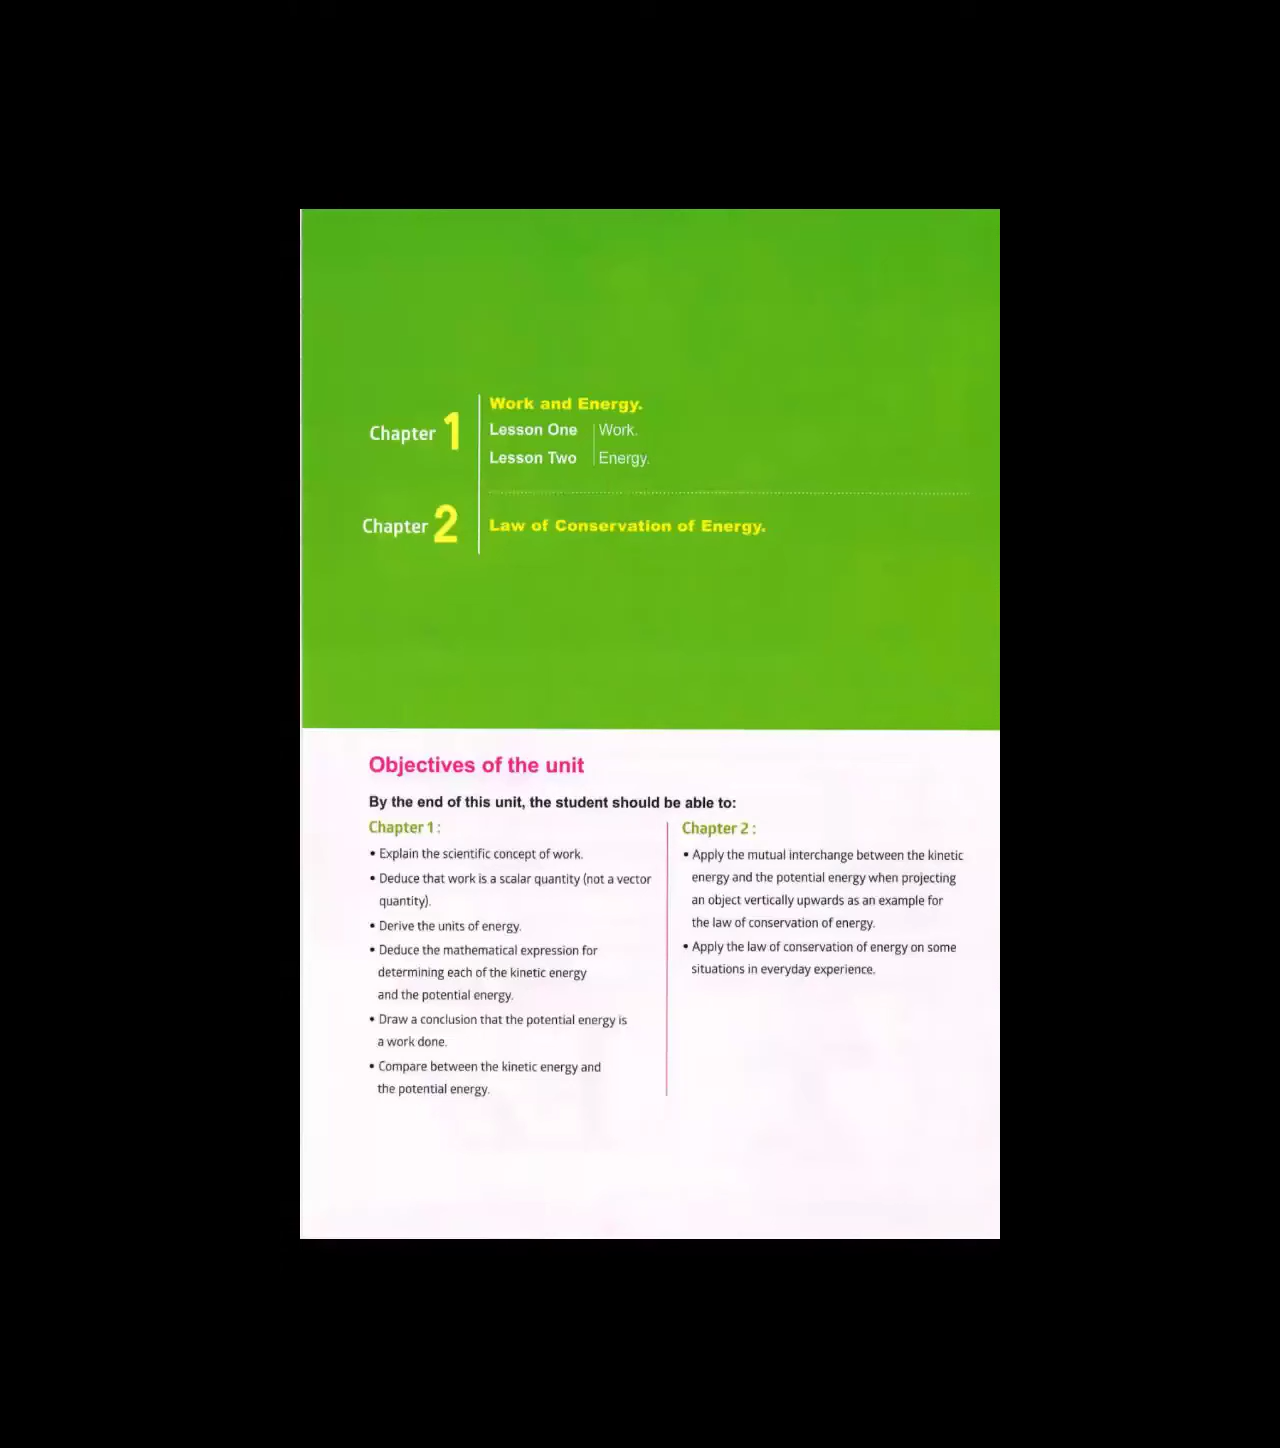 Chapter 1
Work and Energy.
Lesson One Work.
Lesson Two Energy.
Chapter 2
Law of Conservation of Energy.
Objectives of the unit
By the end of this unit, the student should be able to:
Chapter 1 :
• Explain the scientific concept of work.
• Deduce that work is a scalar quantity (not a vector
quantity).
• Derive the units of energy.
• Deduce the mathematical expression for
determining each of the kinetic energy
and the potential energy.
• Draw a conclusion that the potential energy is
a work done.
• Compare between the kinetic energy and
the potential energy.
Chapter 2 :
• Apply the mutual interchange between the kinetic
energy and the potential energy when projecting
an object vertically upwards as an example for
the law of conservation of energy.
• Apply the law of conservation of energy on some
situations in everyday experience.